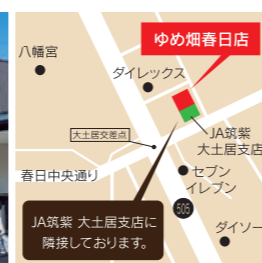 ゆめ畑春日店
八幡宮
ダイレックス
大土居交差点
JA筑紫
大土居支店
春日中央通り
セブン
イレブン
505
JA筑紫 大土居支店に
隣接しております。
ダイソー